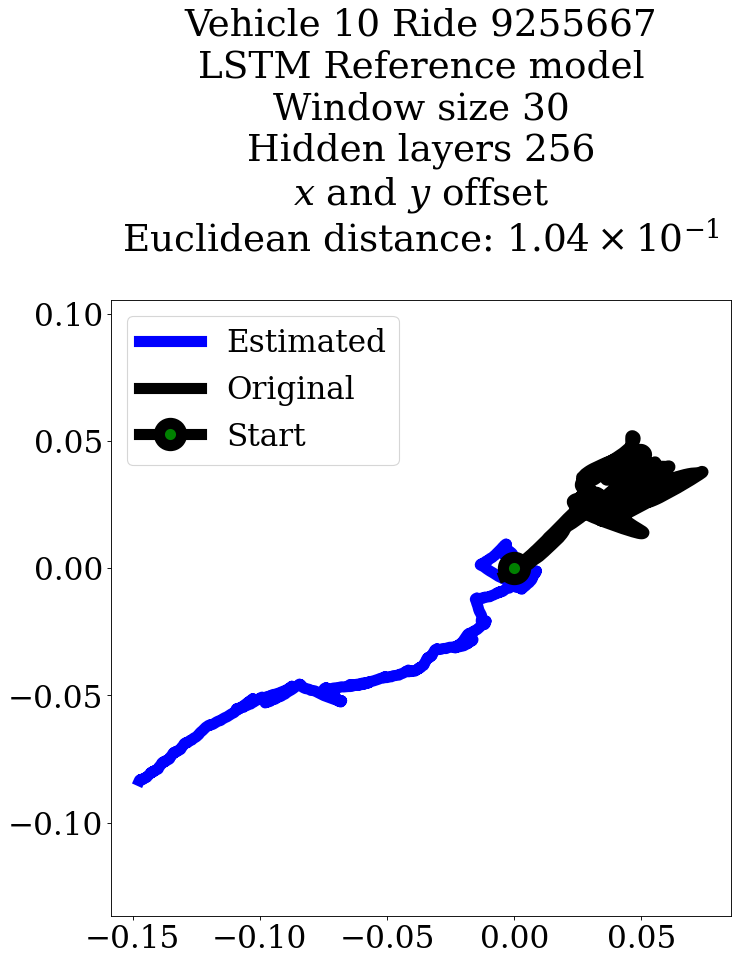 Vehicle 10 Ride 9255667
LSTM Reference model
Window size 30
Hidden layers 256
x and y offset
Euclidean distance: 1.04 × 10⁻¹
Estimated
Original
Start
0.10
0.05
0.00
−0.05
−0.10
−0.15 −0.10 −0.05 0.00 0.05